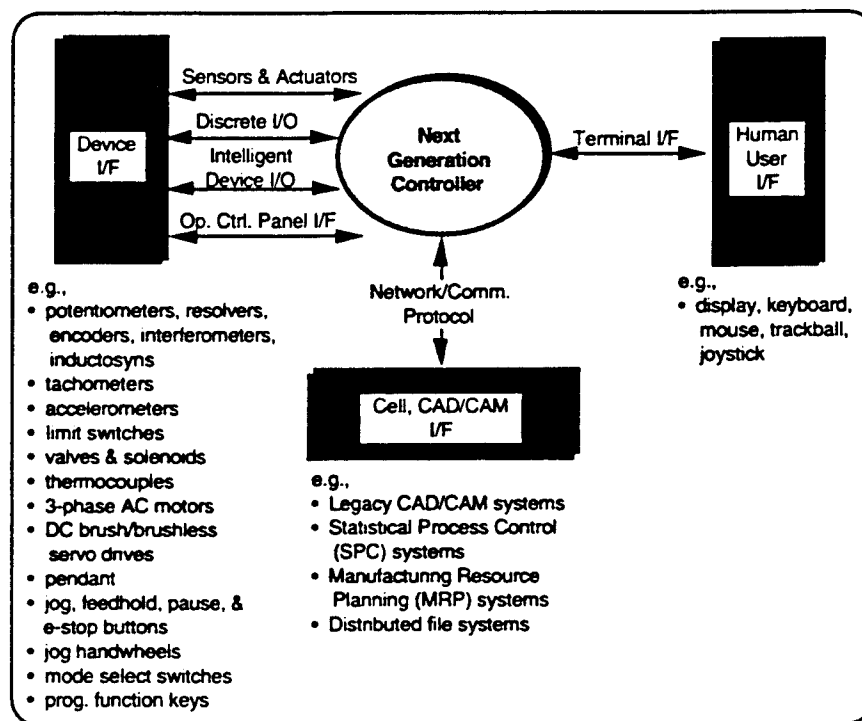 Sensors & Actuators
Discrete I/O
Intelligent
Device I/O
Op. Ctrl. Panel I/F
Device
I/F
Next
Generation
Controller
Terminal I/F
Human
User
I/F
Network/Comm.
Protocol
Cell, CAD/CAM
I/F
e.g.,
• potentiometers, resolvers,
encoders, interferometers,
inductosyns
• tachometers
• accelerometers
• limit switches
• valves & solenoids
• thermocouples
• 3-phase AC motors
• DC brush/brushless
servo drives
• pendant
• jog, feedhold, pause, &
e-stop buttons
• jog handwheels
• mode select switches
• prog. function keys
e.g.,
• Legacy CAD/CAM systems
• Statistical Process Control
(SPC) systems
• Manufacturing Resource
Planning (MRP) systems
• Distributed file systems
e.g.,
• display, keyboard,
mouse, trackball,
joystick